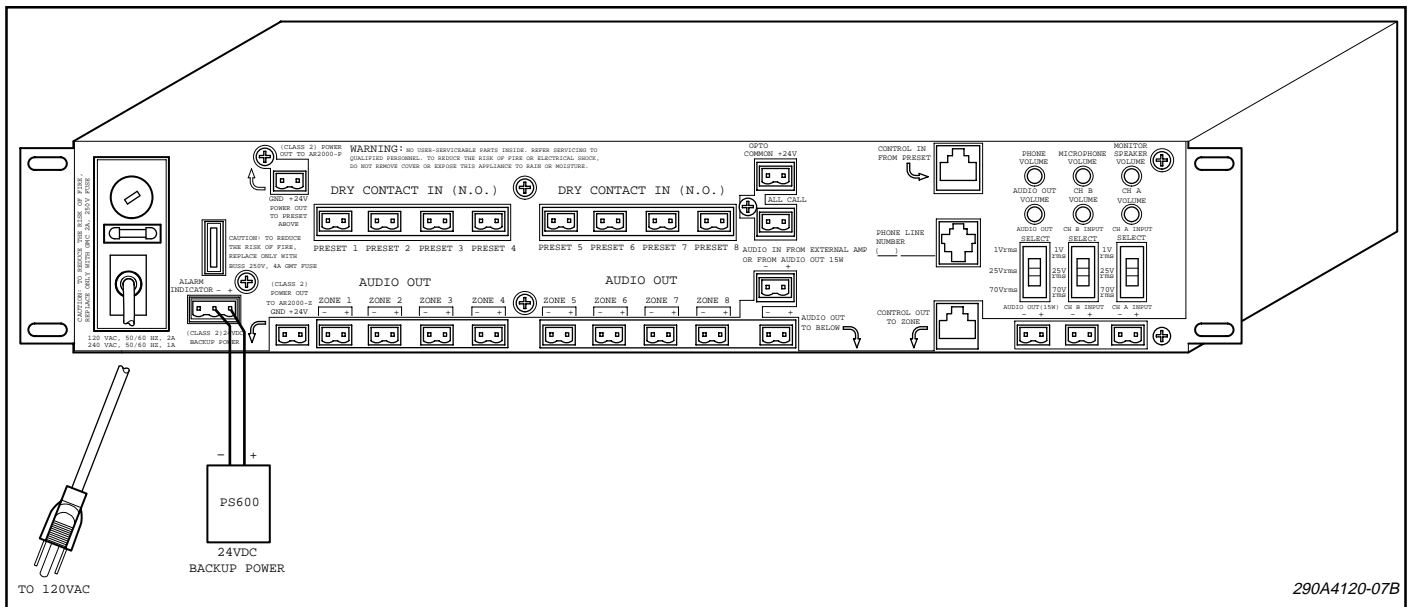 CAUTION: TO REDUCE THE RISK OF FIRE,
REPLACE ONLY WITH GMC 2A, 250V FUSE
120 VAC, 50/60 HZ, 2A
240 VAC, 50/60 HZ, 1A
(CLASS 2) POWER
OUT TO AR2000-P
GND +24V
POWER OUT
TO PRESET
ABOVE
WARNING: NO USER-SERVICEABLE PARTS INSIDE. REFER SERVICING TO
QUALIFIED PERSONNEL. TO REDUCE THE RISK OF FIRE OR ELECTRICAL SHOCK,
DO NOT REMOVE COVER OR EXPOSE THIS APPLIANCE TO RAIN OR MOISTURE.
DRY CONTACT IN (N.O.)
PRESET 1 PRESET 2 PRESET 3 PRESET 4
DRY CONTACT IN (N.O.)
PRESET 5 PRESET 6 PRESET 7 PRESET 8
OPTO
COMMON +24V
ALL CALL
AUDIO IN FROM EXTERNAL AMP
OR FROM AUDIO OUT 15W
- +
CAUTION: TO REDUCE
THE RISK OF FIRE,
REPLACE ONLY WITH
BUSS 250V, 4A GMT FUSE
ALARM
INDICATOR - +
(CLASS 2)24VDC
BACKUP POWER
(CLASS 2)
POWER OUT
TO AR2000-Z
GND +24V
AUDIO OUT
ZONE 1 ZONE 2 ZONE 3 ZONE 4
- + - + - + - +
AUDIO OUT
ZONE 5 ZONE 6 ZONE 7 ZONE 8
- + - + - + - +
- +
AUDIO OUT
TO BELOW
CONTROL IN
FROM PRESET
PHONE LINE
NUMBER
(___)______
CONTROL OUT
TO ZONE
PHONE
VOLUME
MICROPHONE
VOLUME
MONITOR
SPEAKER
VOLUME
AUDIO OUT
VOLUME
CH B
VOLUME
CH A
VOLUME
AUDIO OUT
SELECT
CH B INPUT
SELECT
CH A INPUT
SELECT
1Vrms
25Vrms
70Vrms
1V
rms
25V
rms
70V
rms
1V
rms
25V
rms
70V
rms
AUDIO OUT(15W) CH B INPUT CH A INPUT
- + - + - +
- +
PS600
24VDC
BACKUP POWER
TO 120VAC
290A4120-07B